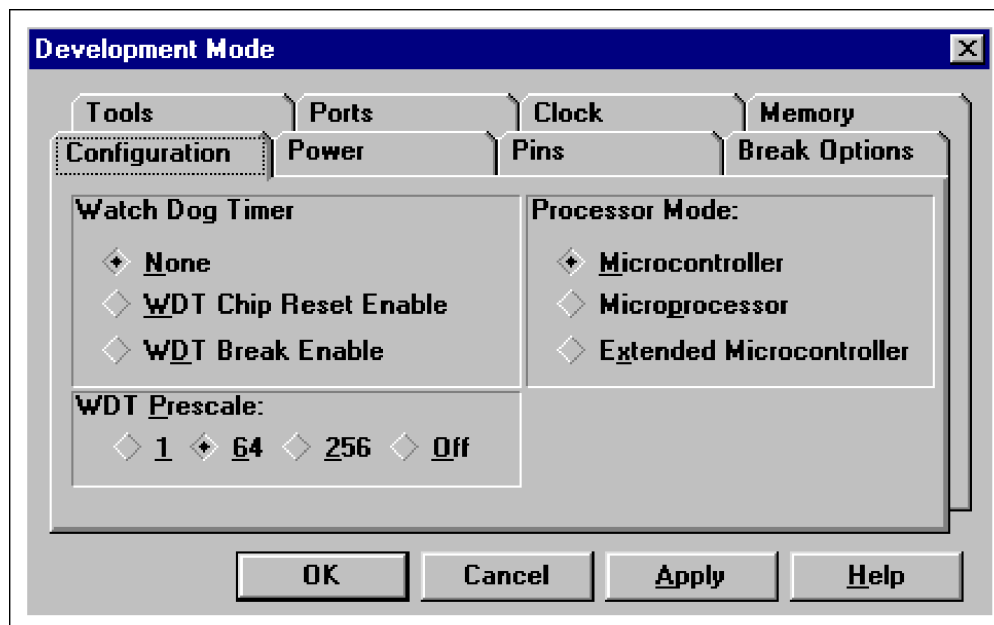 Development Mode
Tools Ports Clock Memory
Configuration Power Pins Break Options
Watch Dog Timer
None
WDT Chip Reset Enable
WDT Break Enable
Processor Mode:
Microcontroller
Microprocessor
Extended Microcontroller
WDT Prescale:
1 64 256 Off
OK Cancel Apply Help